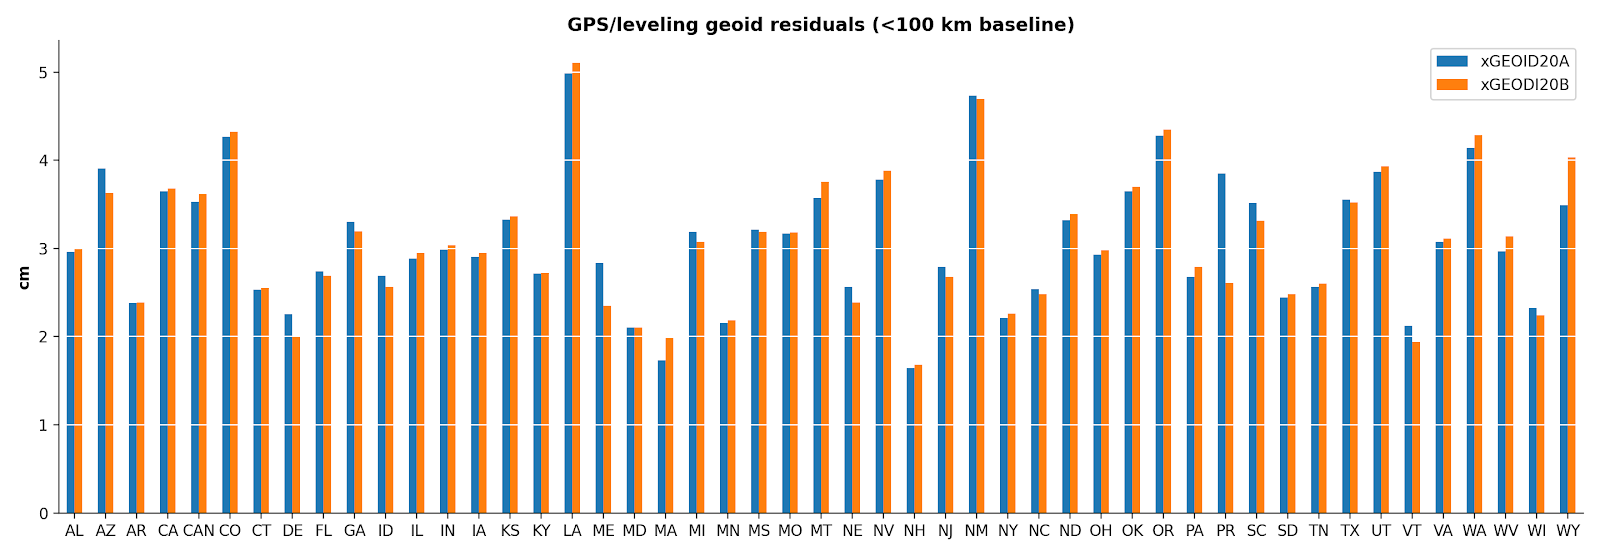 GPS/leveling geoid residuals (<100 km baseline)
xGEOID20A
xGEODI20B
cm
5
4
3
2
1
0
AL AZ AR CA CAN CO CT DE FL GA ID IL IN IA KS KY LA ME MD MA MI MN MS MO MT NE NV NH NJ NM NY NC ND OH OK OR PA PR SC SD TN TX UT VT VA WA WV WI WY